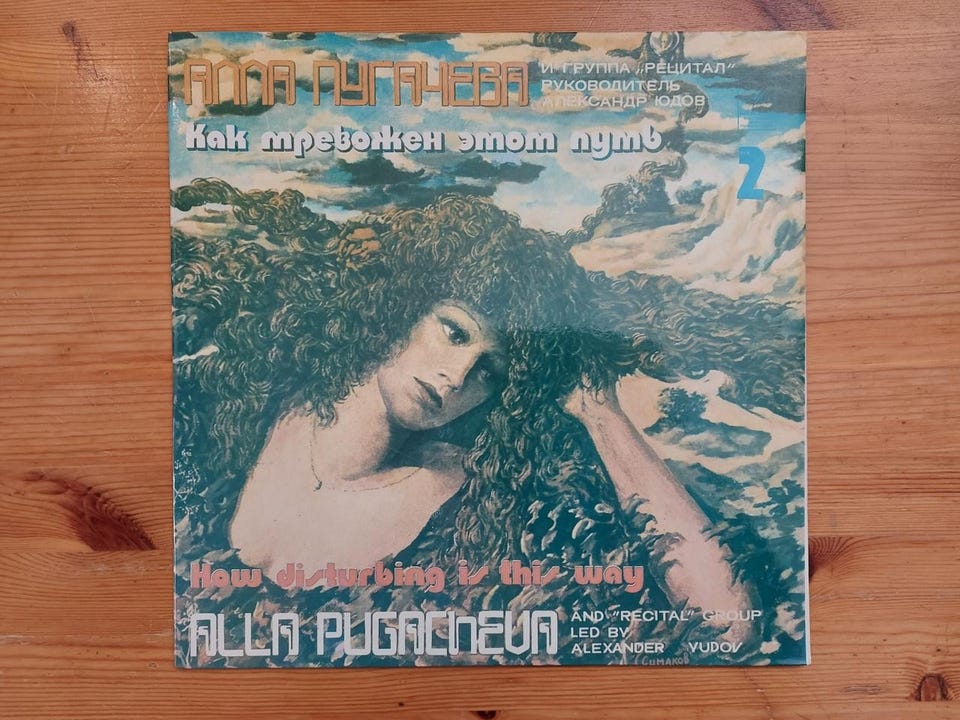 АЛЛА ПУГАЧЕВА
И ГРУППА „РЕЦИТАЛ"
РУКОВОДИТЕЛЬ
АЛЕКСАНДР ЮДОВ
Как тревожен этот путь
2
How disturbing is this way
ALLA PUGACHEVA
AND "RECITAL" GROUP
LED BY
ALEXANDER YUDOV
Симаков